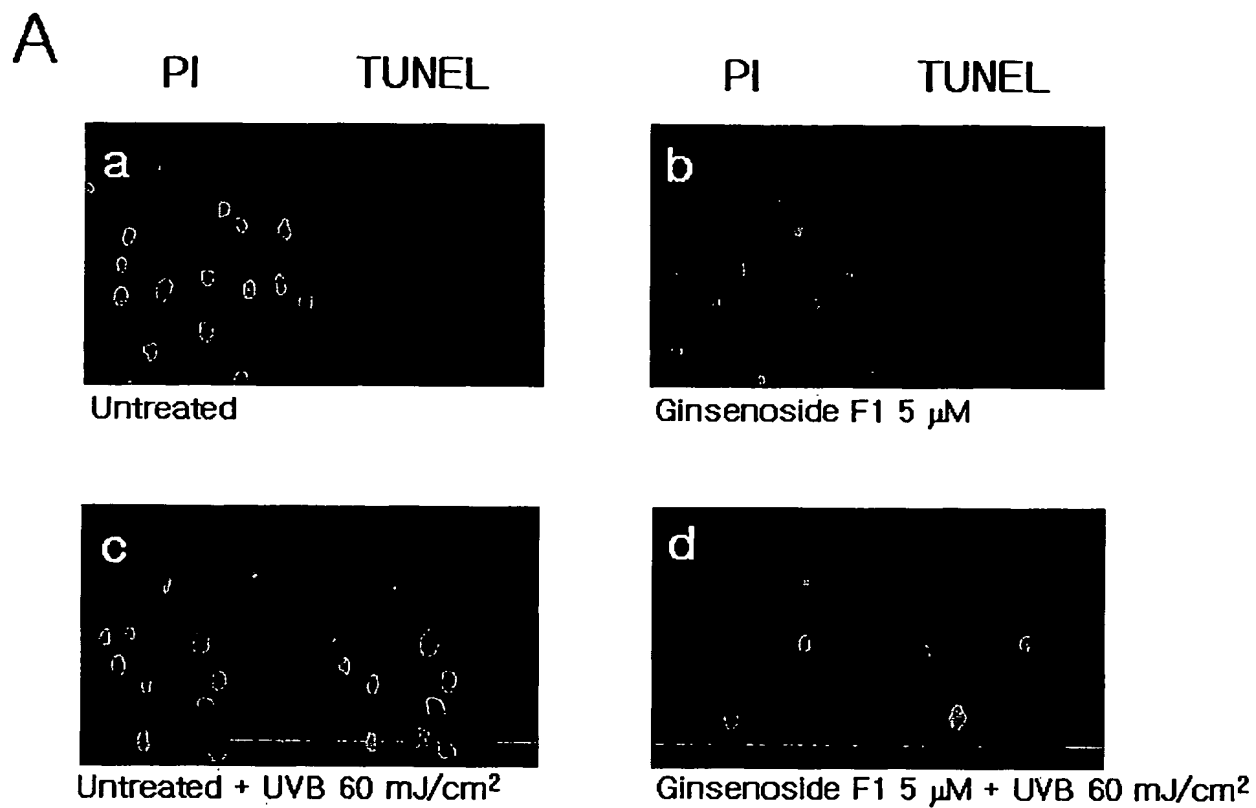 A
PI TUNEL PI TUNEL
a b
Untreated Ginsenoside F1 5 μM
c d
Untreated + UVB 60 mJ/cm² Ginsenoside F1 5 μM + UVB 60 mJ/cm²